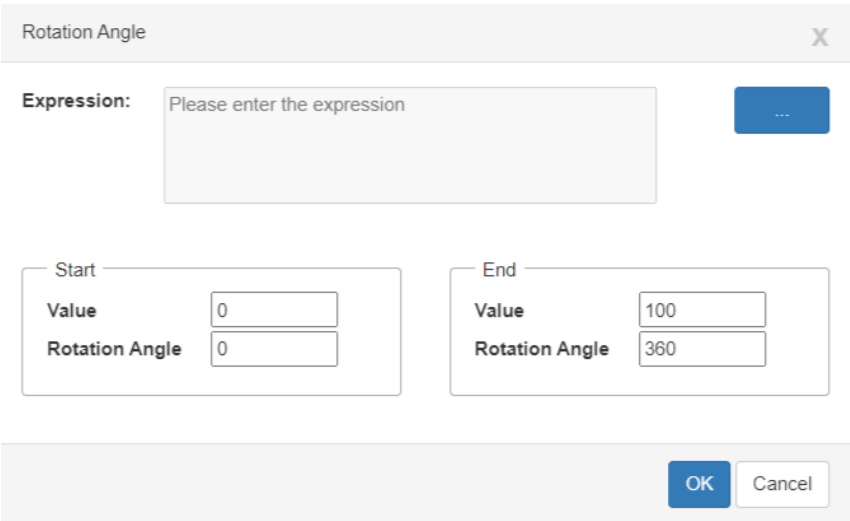 Rotation Angle X
Expression: Please enter the expression ...
Start End
Value 0 Value 100
Rotation Angle 0 Rotation Angle 360
OK Cancel